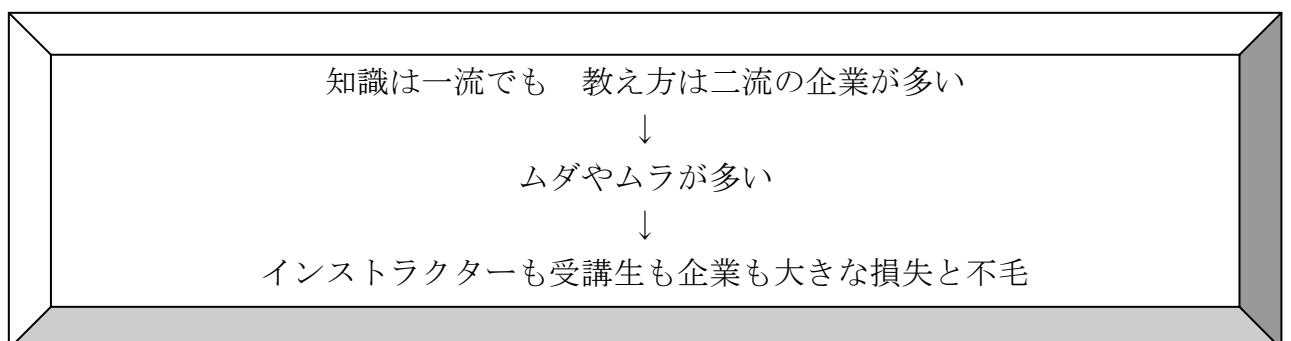 知識は一流でも　教え方は二流の企業が多い
↓
ムダやムラが多い
↓
インストラクターも受講生も企業も大きな損失と不毛